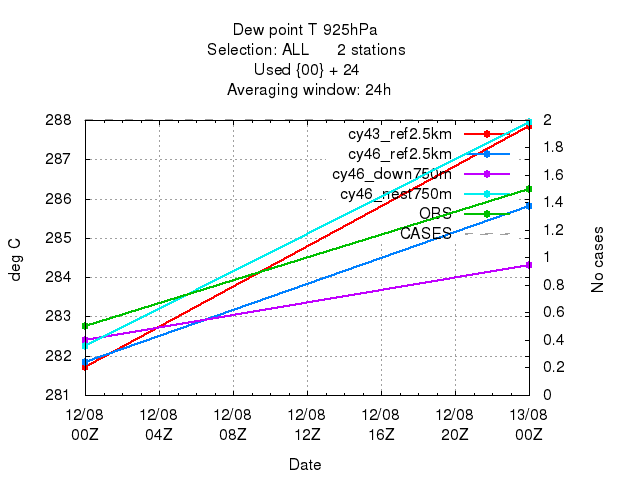 Dew point T 925hPa
Selection: ALL 2 stations
Used {00} + 24
Averaging window: 24h
288
287
286
285
284
283
282
281
deg C
2
1.8
1.6
1.4
1.2
1
0.8
0.6
0.4
0.2
0
No cases
cy43_ref2.5km
cy46_ref2.5km
cy46_down750m
cy46_nest750m
OBS
CASES
12/08 12/08 12/08 12/08 12/08 12/08 13/08
00Z 04Z 08Z 12Z 16Z 20Z 00Z
Date